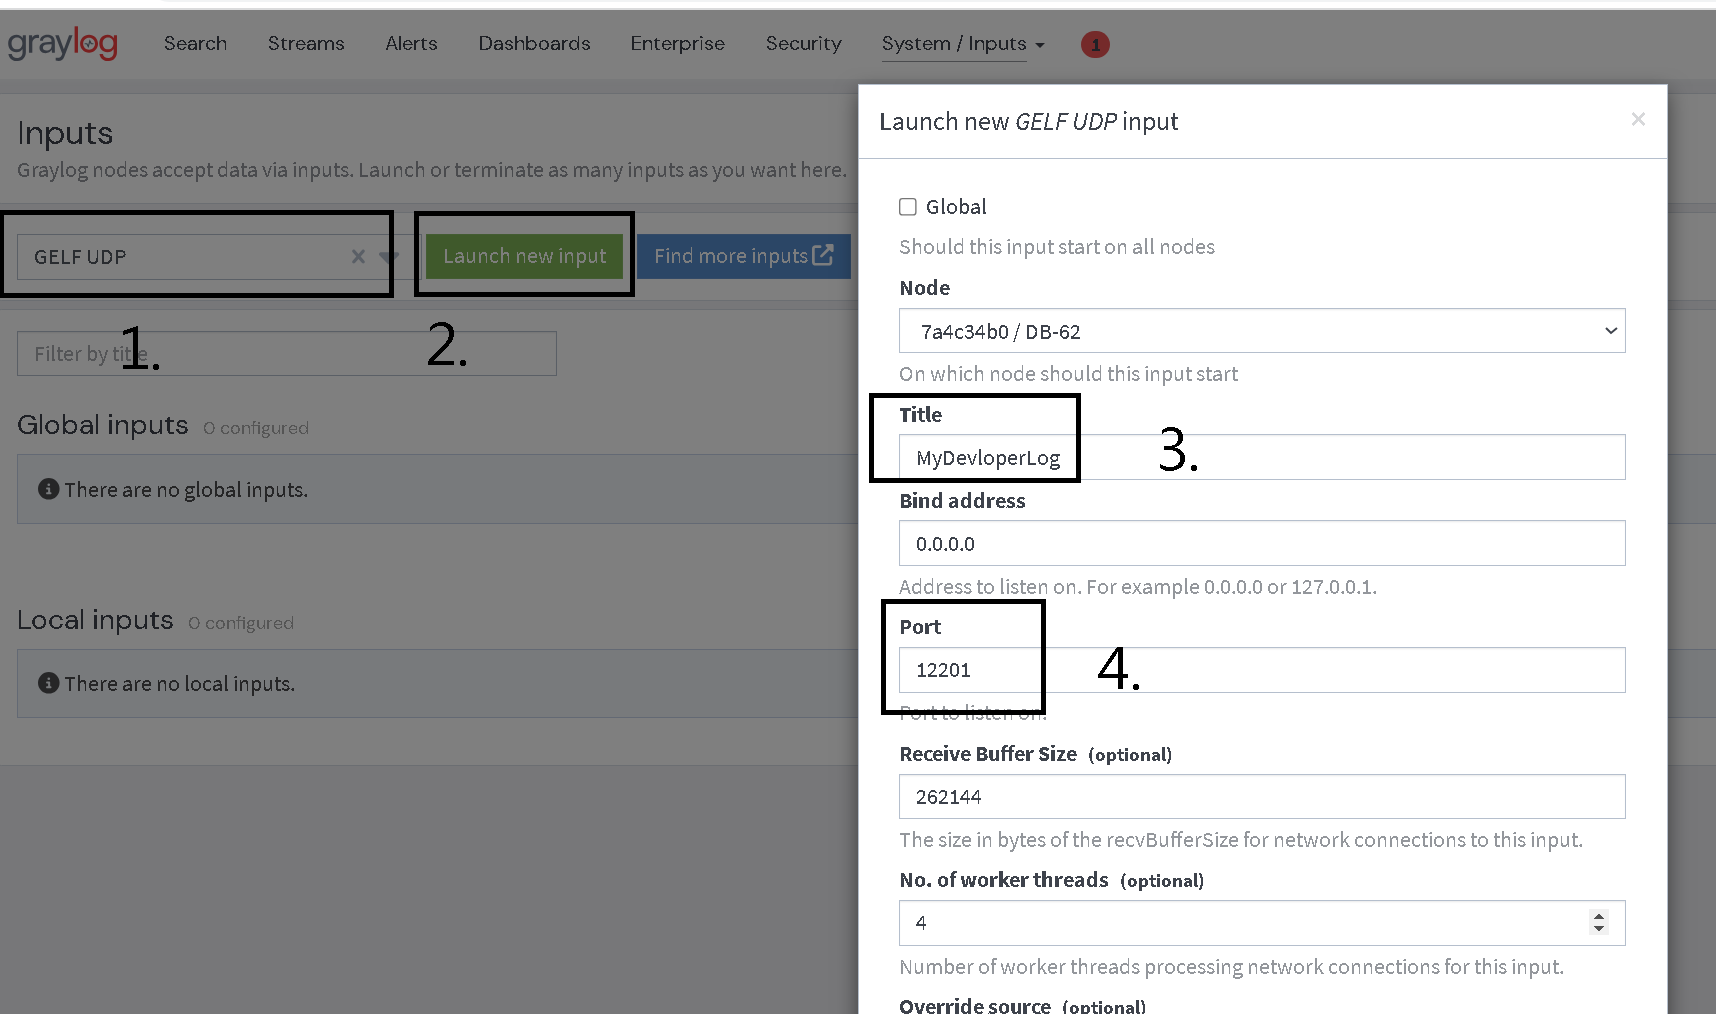 graylog Search Streams Alerts Dashboards Enterprise Security System / Inputs 1
Inputs
Graylog nodes accept data via inputs. Launch or terminate as many inputs as you want here.
GELF UDP Launch new input Find more inputs
1. 2.
Filter by title
Global inputs 0 configured
There are no global inputs.
Local inputs 0 configured
There are no local inputs.
Launch new GELF UDP input ×
Global
Should this input start on all nodes
Node
7a4c34b0 / DB-62
On which node should this input start
Title
MyDevloperLog 3.
Bind address
0.0.0.0
Address to listen on. For example 0.0.0.0 or 127.0.0.1.
Port
12201 4.
Port to listen on.
Receive Buffer Size (optional)
262144
The size in bytes of the recvBufferSize for network connections to this input.
No. of worker threads (optional)
4
Number of worker threads processing network connections for this input.
Override source (optional)